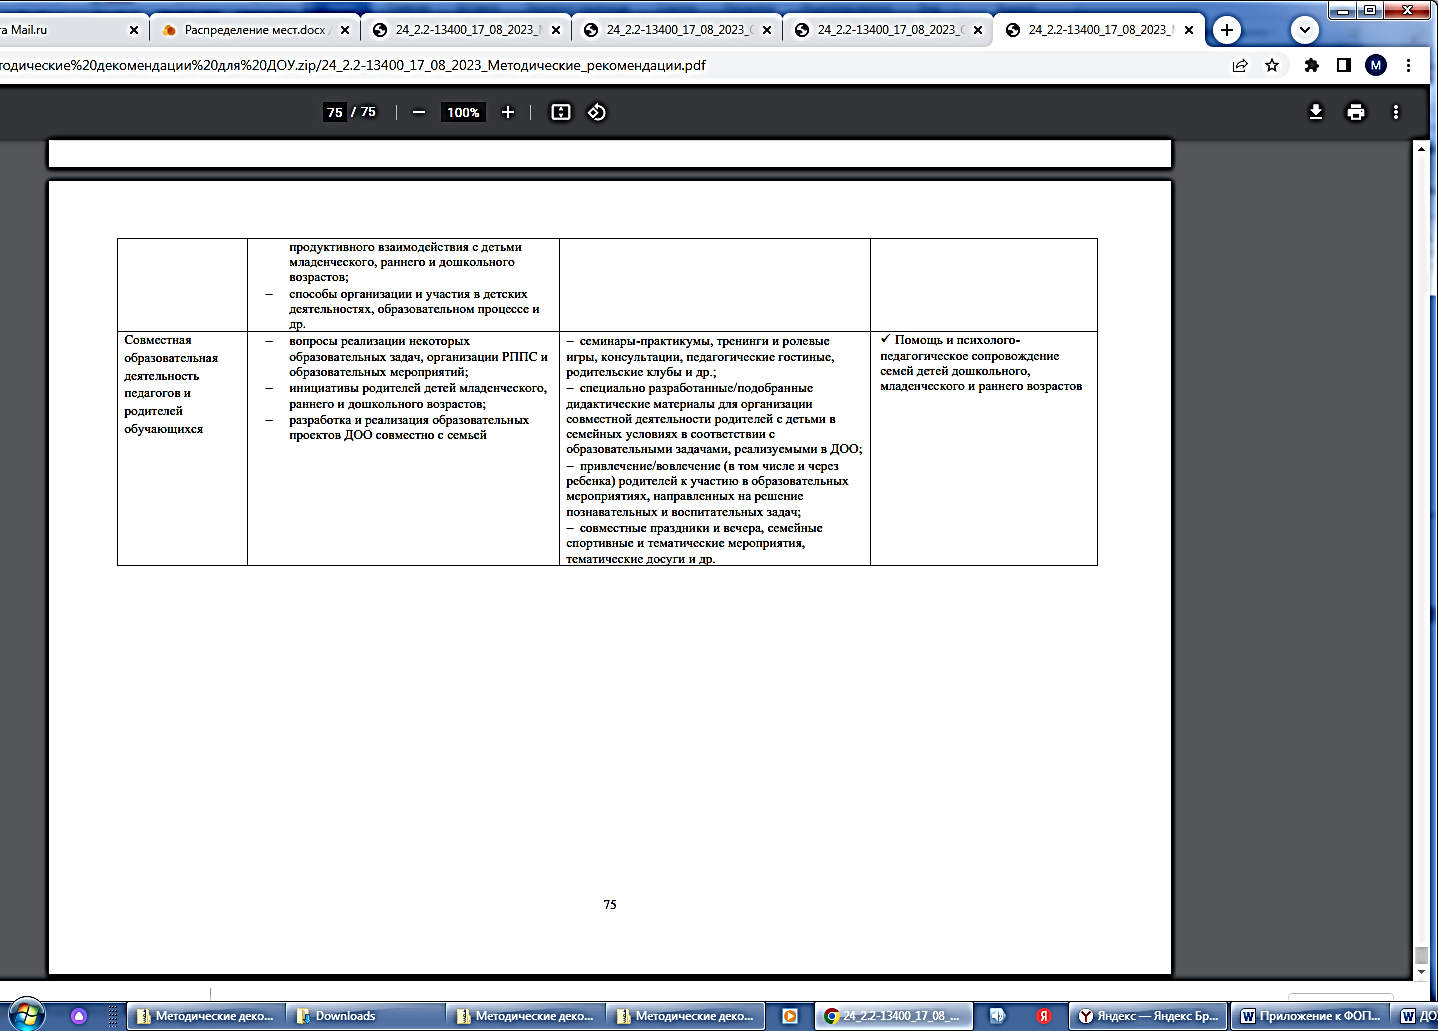 а Mail.ru
Распределение мест.docx
24_2.2-13400_17_08_2023_
24_2.2-13400_17_08_2023_
24_2.2-13400_17_08_2023_
24_2.2-13400_17_08_2023_
тодические%20декомендации%20для%20ДОУ.zip/24_2.2-13400_17_08_2023_Методические_рекомендации.pdf
M
75 / 75
100%
продуктивного взаимодействия с детьми
младенческого, раннего и дошкольного
возрастов;
– способы организации и участия в детских
деятельностях, образовательном процессе и
др.
Совместная
образовательная
деятельность
педагогов и
родителей
обучающихся
– вопросы реализации некоторых
образовательных задач, организации РППС и
образовательных мероприятий;
– инициативы родителей детей младенческого,
раннего и дошкольного возрастов;
– разработка и реализация образовательных
проектов ДОО совместно с семьей
– семинары-практикумы, тренинги и ролевые
игры, консультации, педагогические гостиные,
родительские клубы и др.;
– специально разработанные/подобранные
дидактические материалы для организации
совместной деятельности родителей с детьми в
семейных условиях в соответствии с
образовательными задачами, реализуемыми в ДОО;
– привлечение/вовлечение (в том числе и через
ребенка) родителей к участию в образовательных
мероприятиях, направленных на решение
познавательных и воспитательных задач;
– совместные праздники и вечера, семейные
спортивные и тематические мероприятия,
тематические досуги и др.
✓ Помощь и психолого-
педагогическое сопровождение
семей детей дошкольного,
младенческого и раннего возрастов
75
Методические деко...
Downloads
Методические деко...
Методические деко...
24_2.2-13400_17_08_...
Я
Яндекс — Яндекс Бр...
Приложение к ФОП...
ДО